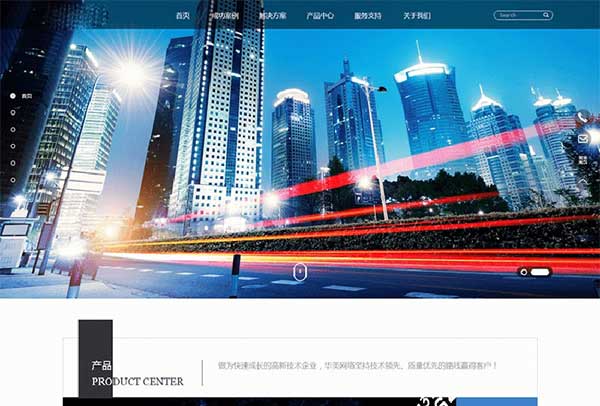 首页 成功案例 解决方案 产品中心 服务支持 关于我们 Search
首页
产品
PRODUCT CENTER
做为快速成长的高新技术企业，华美网络坚持技术领先、质量优先的路线赢得客户！